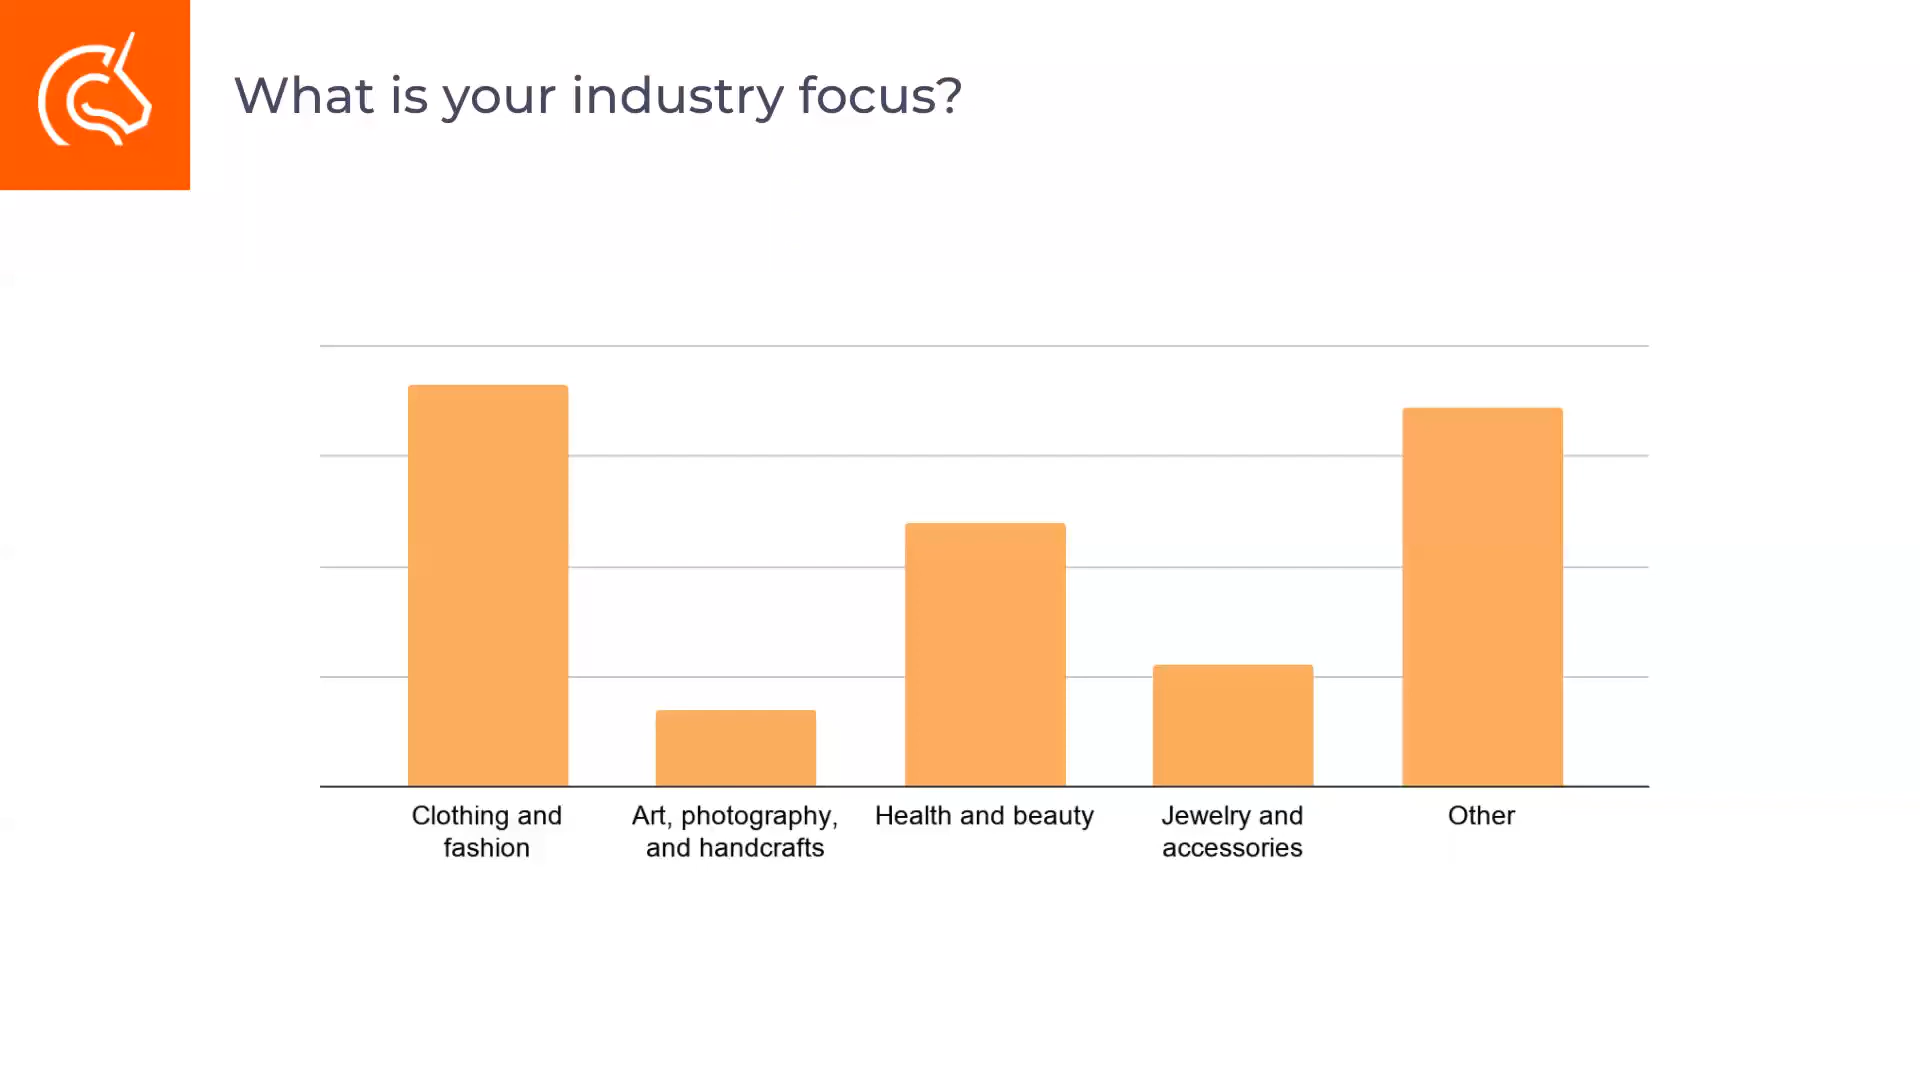 What is your industry focus?
Clothing and
fashion
Art, photography,
and handcrafts
Health and beauty
Jewelry and
accessories
Other